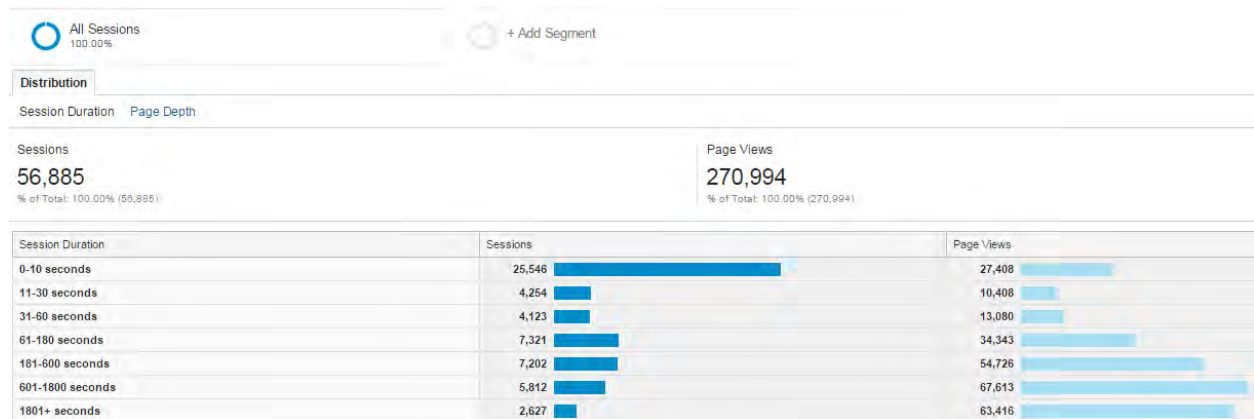 All Sessions
100.00%
+ Add Segment
Distribution
Session Duration Page Depth
Sessions
56,885
% of Total: 100.00% (56,885)
Page Views
270,994
% of Total: 100.00% (270,994)
Session Duration Sessions Page Views
0-10 seconds 25,546 27,408
11-30 seconds 4,254 10,408
31-60 seconds 4,123 13,080
61-180 seconds 7,321 34,343
181-600 seconds 7,202 54,726
601-1800 seconds 5,812 67,613
1801+ seconds 2,627 63,416